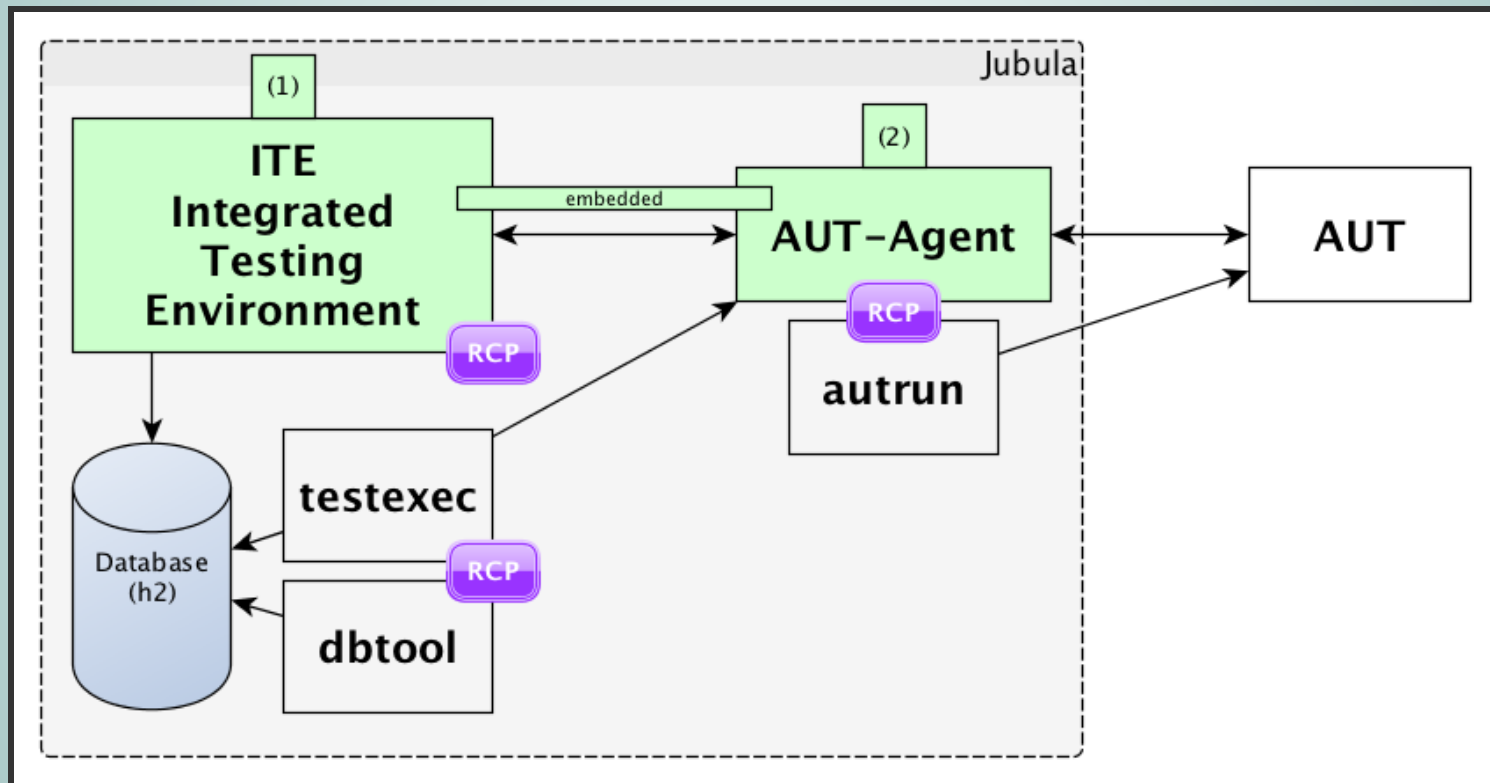 Jubula
(1)
ITE
Integrated
Testing
Environment
RCP
embedded
(2)
AUT-Agent
RCP
autrun
AUT
testexec
RCP
dbtool
Database
(h2)